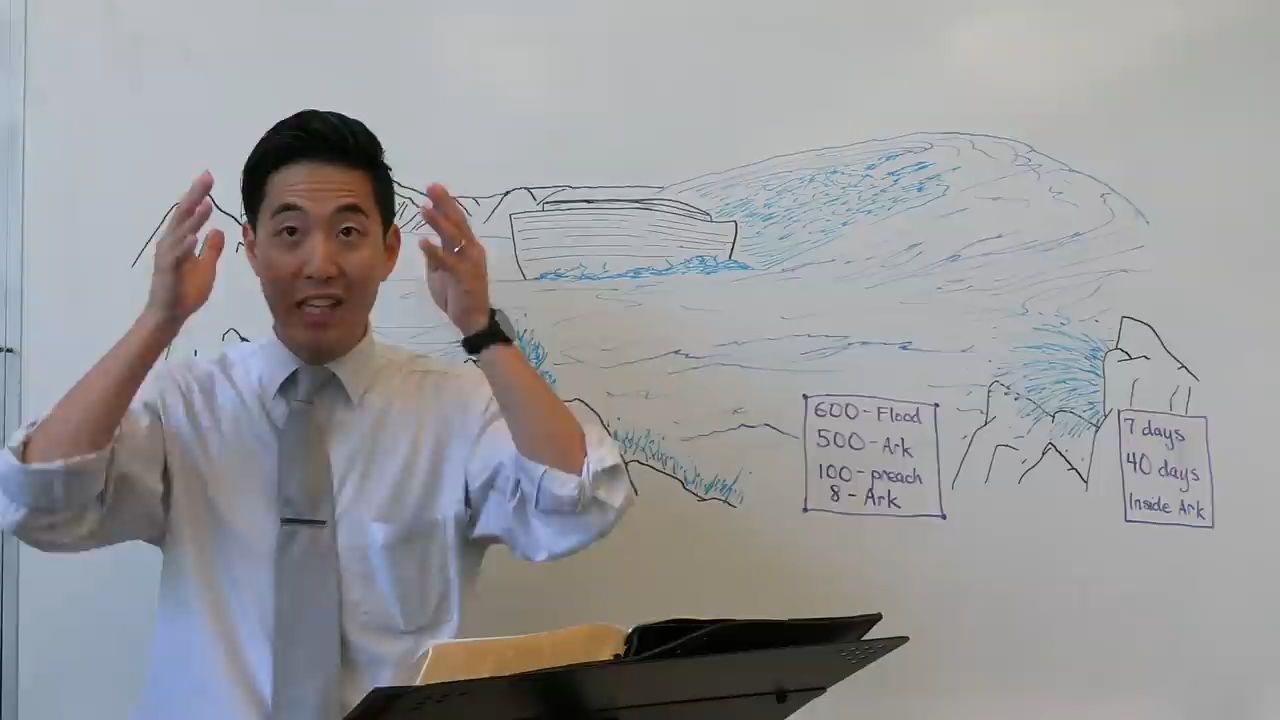 600 - Flood
500 - Ark
100 - preach
8 - Ark
7 days
40 days
Inside Ark